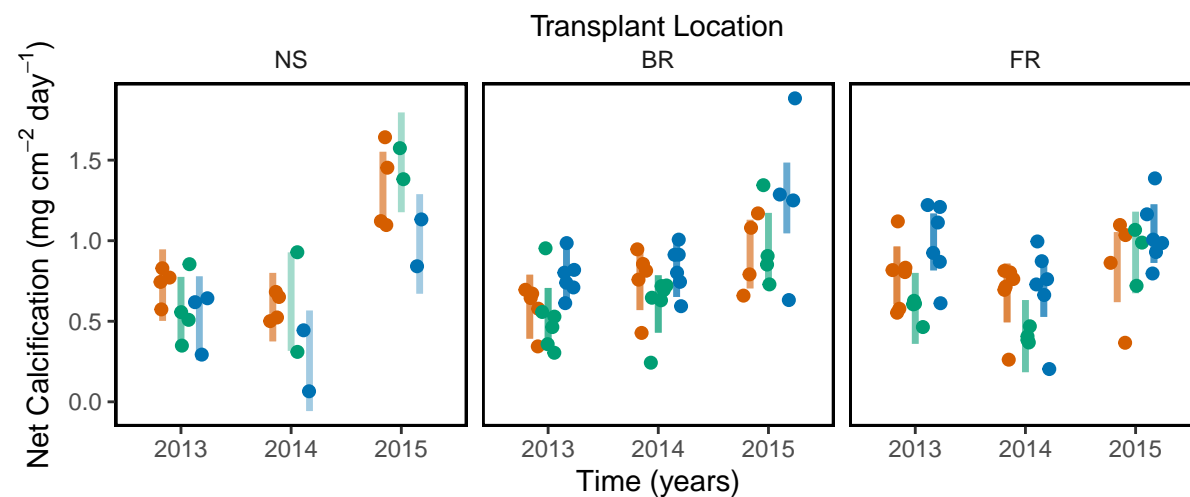 Transplant Location
NS BR FR
Net Calcification (mg cm⁻² day⁻¹)
1.5
1.0
0.5
0.0
2013 2014 2015 2013 2014 2015 2013 2014 2015
Time (years)